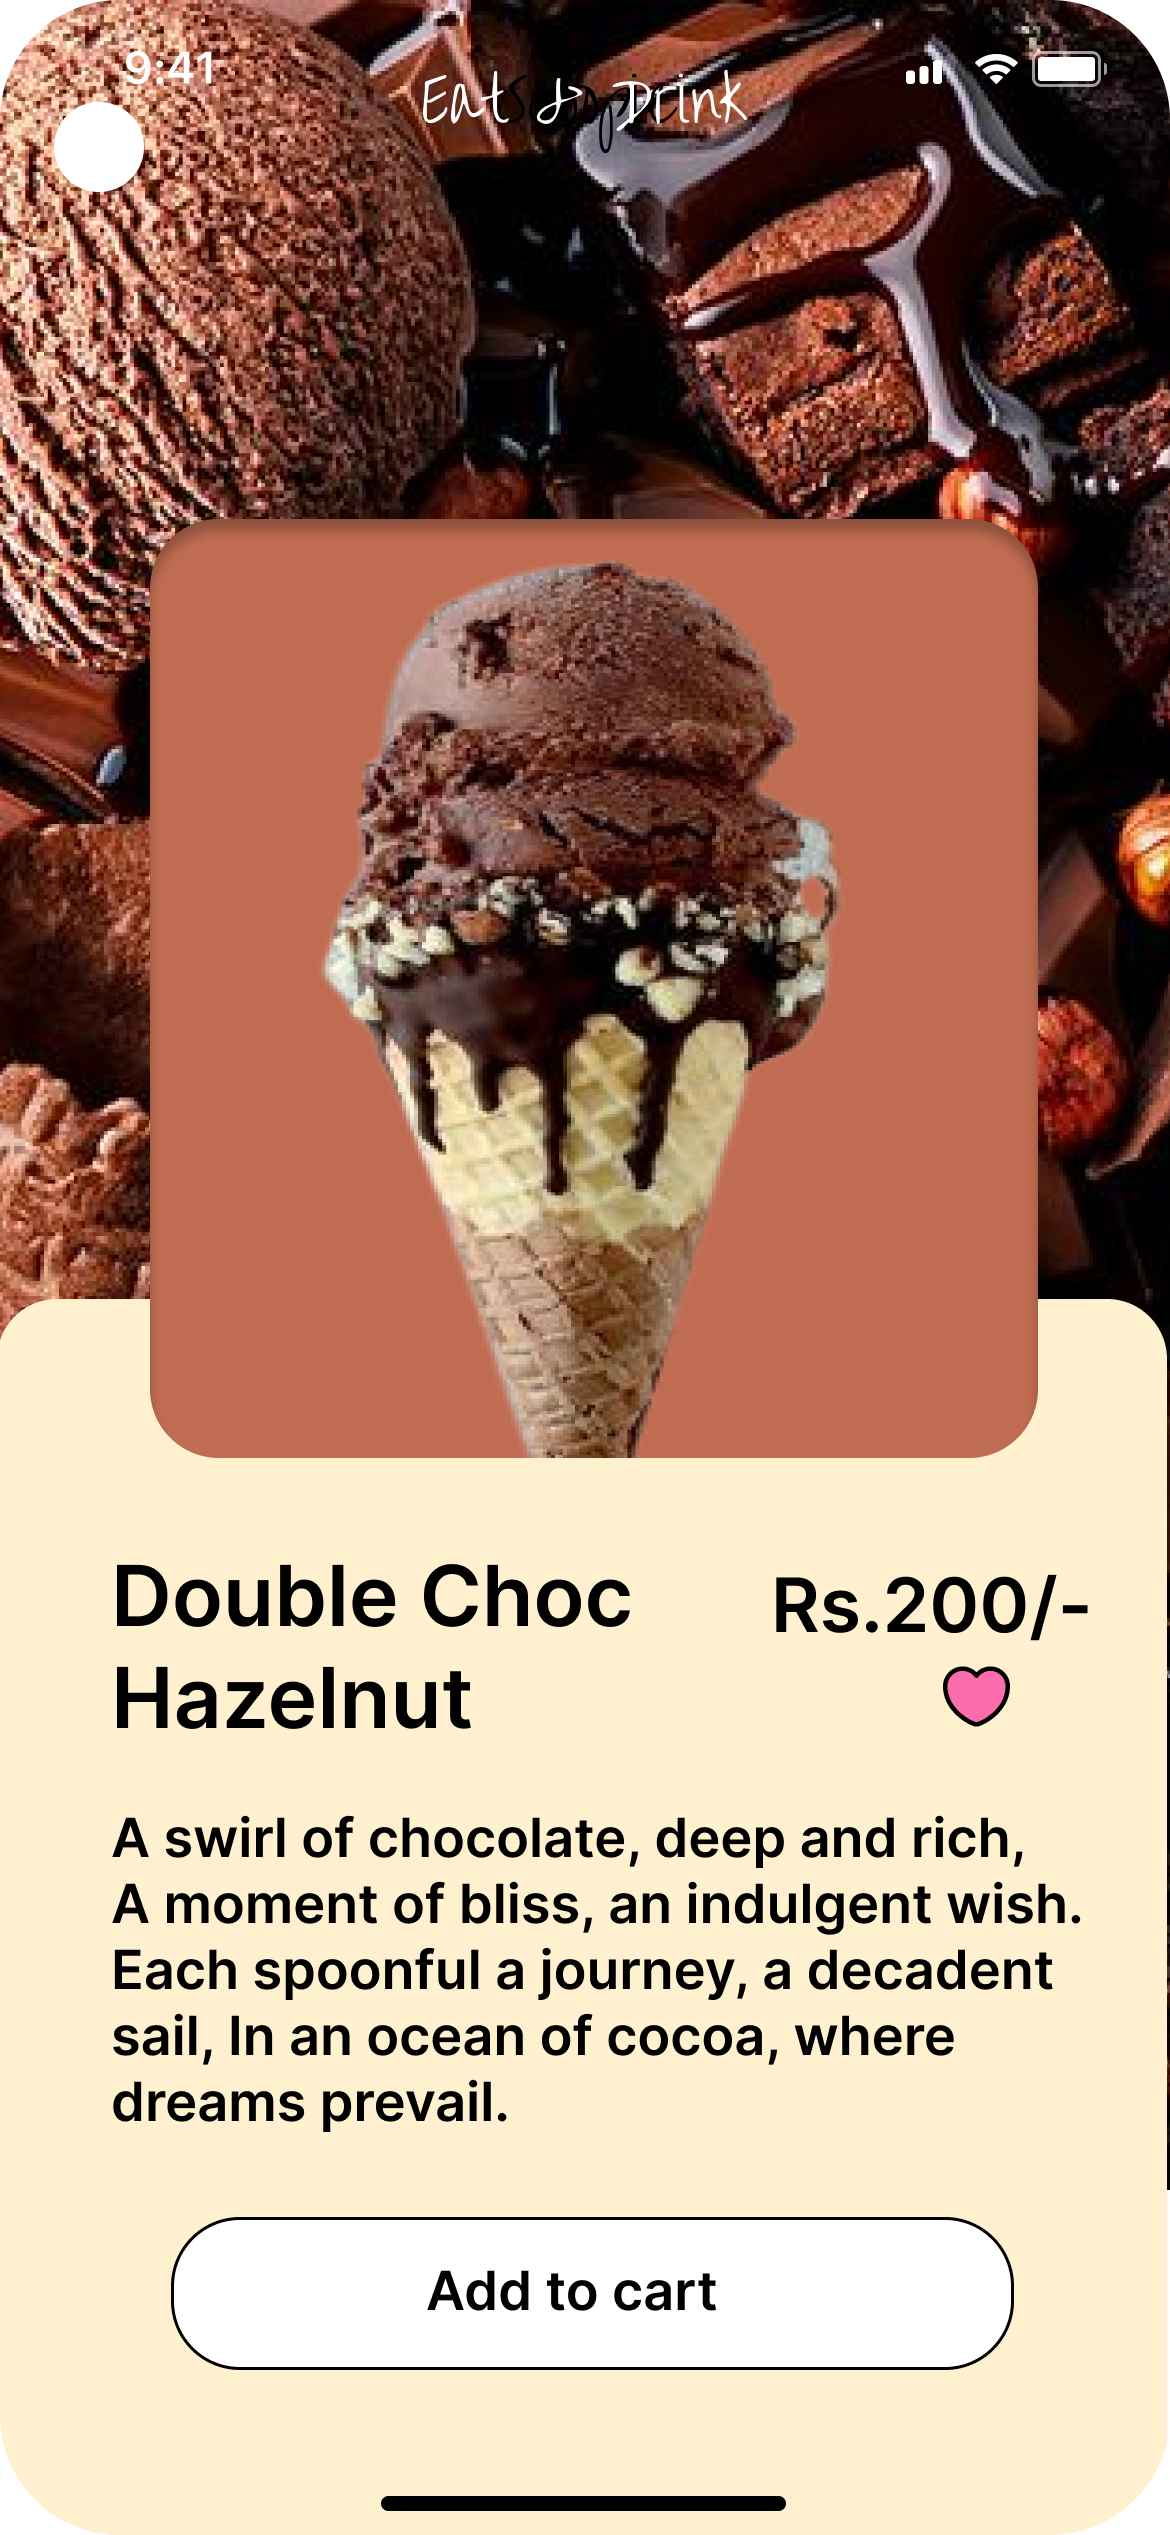 9:41
Eat & Drink
Double Choc
Hazelnut
Rs.200/-
A swirl of chocolate, deep and rich,
A moment of bliss, an indulgent wish.
Each spoonful a journey, a decadent
sail, In an ocean of cocoa, where
dreams prevail.
Add to cart